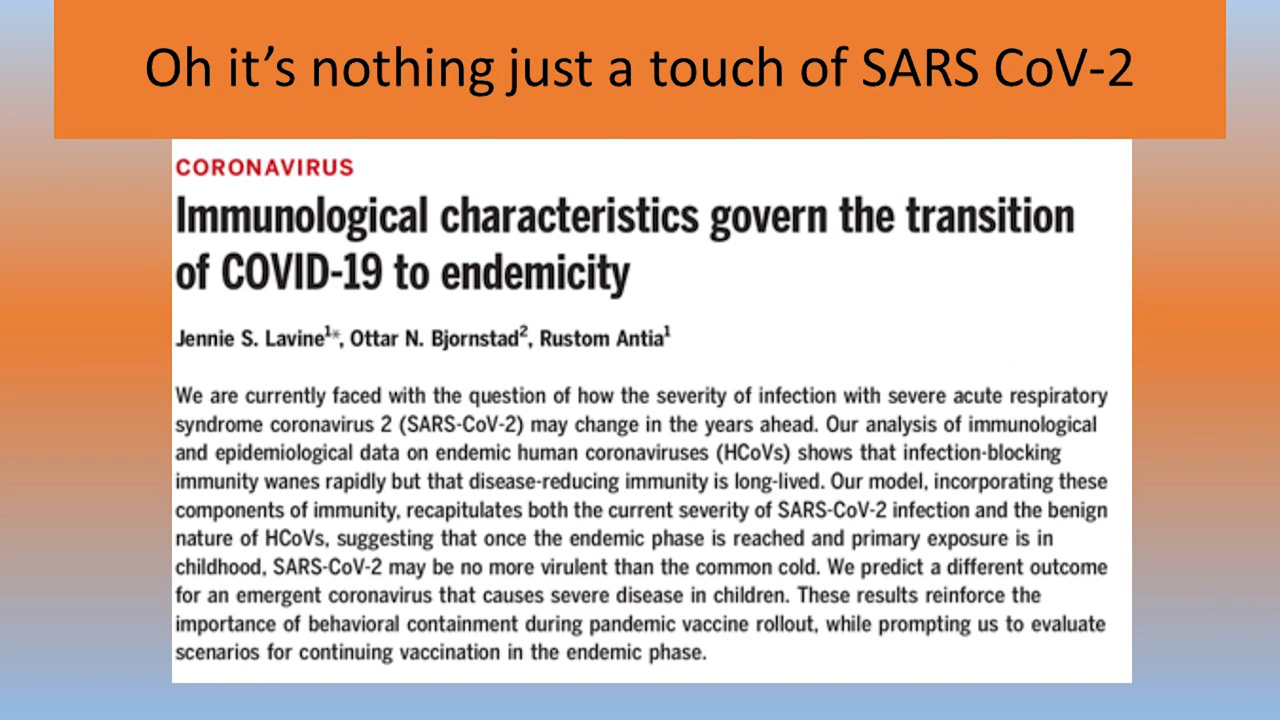 Oh it’s nothing just a touch of SARS CoV-2
CORONAVIRUS
Immunological characteristics govern the transition
of COVID-19 to endemicity
Jennie S. Lavine1*, Ottar N. Bjornstad2, Rustom Antia1
We are currently faced with the question of how the severity of infection with severe acute respiratory
syndrome coronavirus 2 (SARS-CoV-2) may change in the years ahead. Our analysis of immunological
and epidemiological data on endemic human coronaviruses (HCoVs) shows that infection-blocking
immunity wanes rapidly but that disease-reducing immunity is long-lived. Our model, incorporating these
components of immunity, recapitulates both the current severity of SARS-CoV-2 infection and the benign
nature of HCoVs, suggesting that once the endemic phase is reached and primary exposure is in
childhood, SARS-CoV-2 may be no more virulent than the common cold. We predict a different outcome
for an emergent coronavirus that causes severe disease in children. These results reinforce the
importance of behavioral containment during pandemic vaccine rollout, while prompting us to evaluate
scenarios for continuing vaccination in the endemic phase.